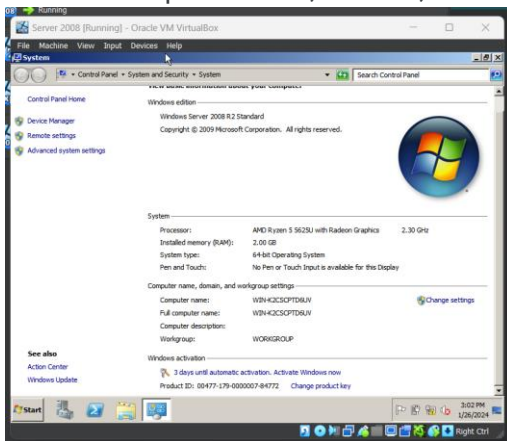 08 Running
Server 2008 [Running] - Oracle VM VirtualBox
File Machine View Input Devices Help
System
Control Panel System and Security System Search Control Panel
View basic information about your computer
Control Panel Home
Windows edition
Device Manager
Windows Server 2008 R2 Standard
Remote settings
Copyright © 2009 Microsoft Corporation. All rights reserved.
Advanced system settings
System
Processor: AMD Ryzen 5 5625U with Radeon Graphics 2.30 GHz
Installed memory (RAM): 2.00 GB
System type: 64-bit Operating System
Pen and Touch: No Pen or Touch Input is available for this Display
Computer name, domain, and workgroup settings
Computer name: WIN-K2CSCPTD6UV Change settings
Full computer name: WIN-K2CSCPTD6UV
Computer description:
Workgroup: WORKGROUP
See also
Windows activation
Action Center
3 days until automatic activation. Activate Windows now
Windows Update
Product ID: 00477-179-0000007-84772 Change product key
Start
3:02 PM
1/26/2024
Right Ctrl